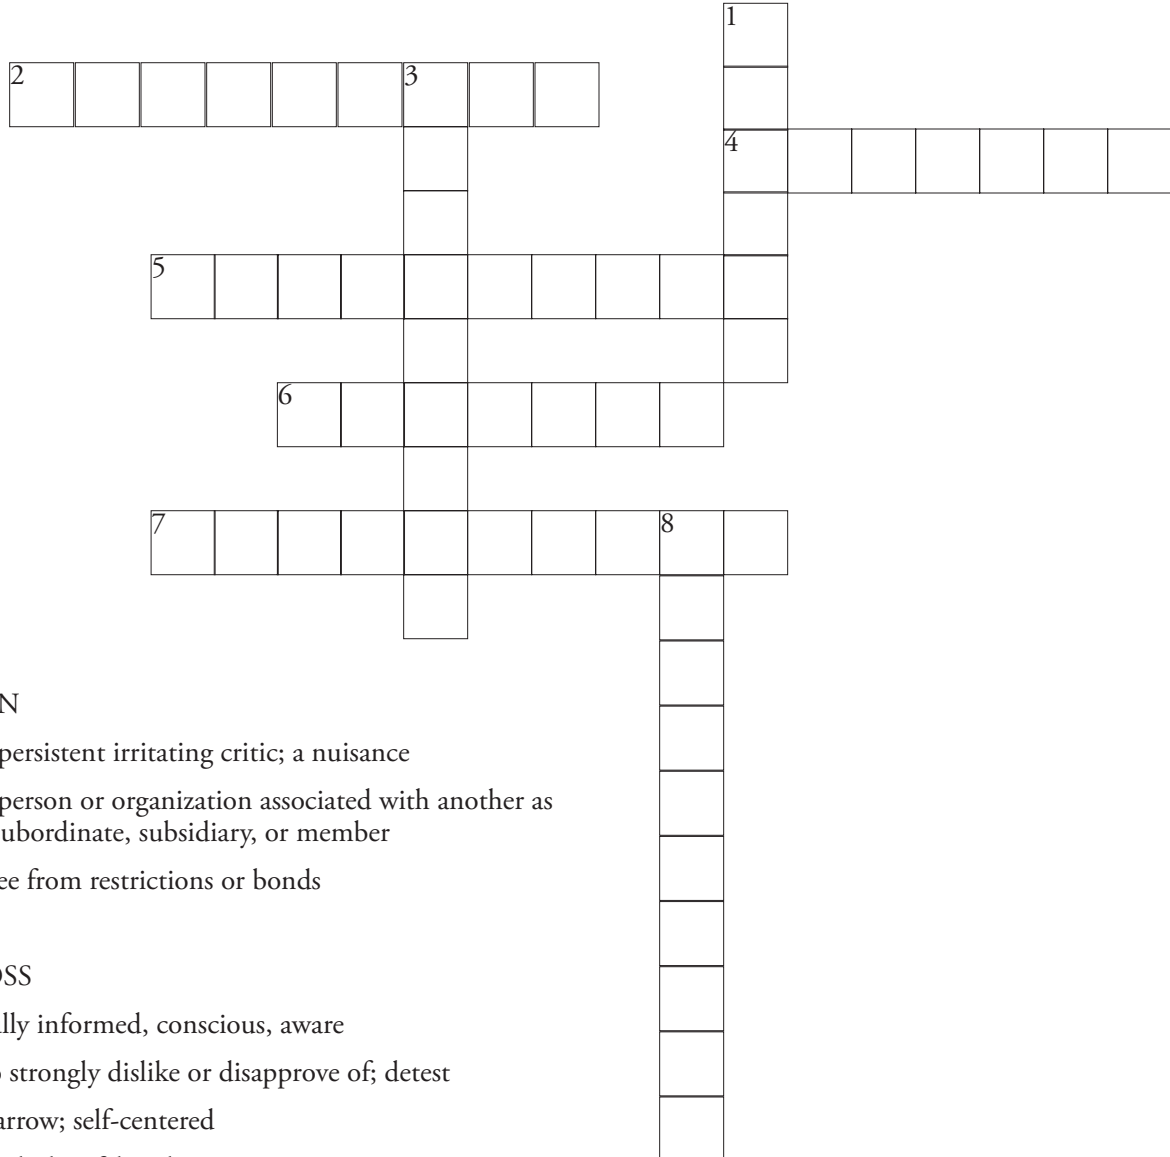 1
2
3
4
5
6
7
8
N
persistent irritating critic; a nuisance
person or organization associated with another as
ubordinate, subsidiary, or member
ee from restrictions or bonds
OSS
lly informed, conscious, aware
strongly dislike or disapprove of; detest
arrow; self-centered